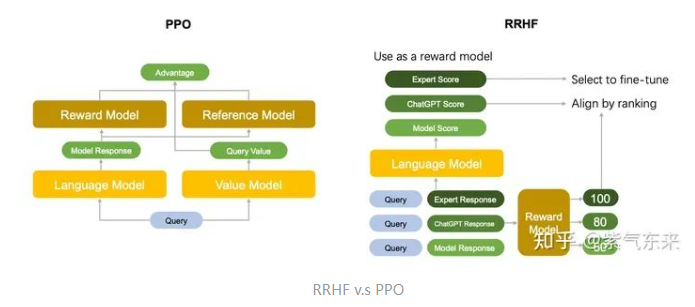 PPO
Advantage
Reward Model
Reference Model
Model Response
Query Value
Language Model
Value Model
Query
RRHF
Use as a reward model
Expert Score
Select to fine-tune
ChatGPT Score
Align by ranking
Model Score
Language Model
Query
Expert Response
100
Query
ChatGPT Response
Reward
Model
80
Query
Model Response
知乎 @紫气东来
RRHF v.s PPO